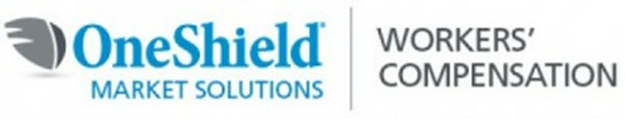 OneShield®
MARKET SOLUTIONS
WORKERS'
COMPENSATION